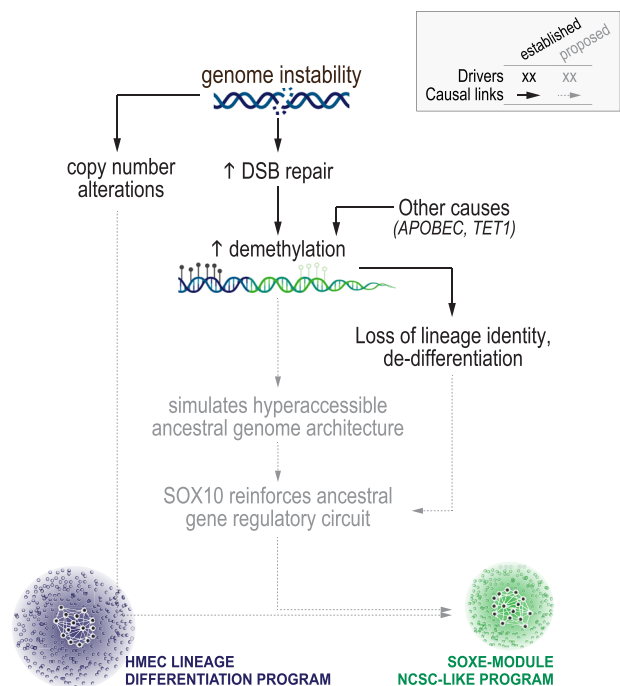 established
proposed
Drivers xx xx
Causal links
genome instability
copy number
alterations
↑ DSB repair
Other causes
(APOBEC, TET1)
↑ demethylation
Loss of lineage identity,
de-differentiation
simulates hyperaccessible
ancestral genome architecture
SOX10 reinforces ancestral
gene regulatory circuit
HMEC LINEAGE
DIFFERENTIATION PROGRAM
SOXE-MODULE
NCSC-LIKE PROGRAM